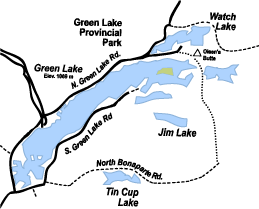 Green Lake
Provincial
Park
Watch
Lake
Olsen's
Butte
Green Lake
Elev. 1066 m
N. Green Lake Rd.
S. Green Lake Rd
Jim Lake
North Bonaparte Rd.
Tin Cup
Lake